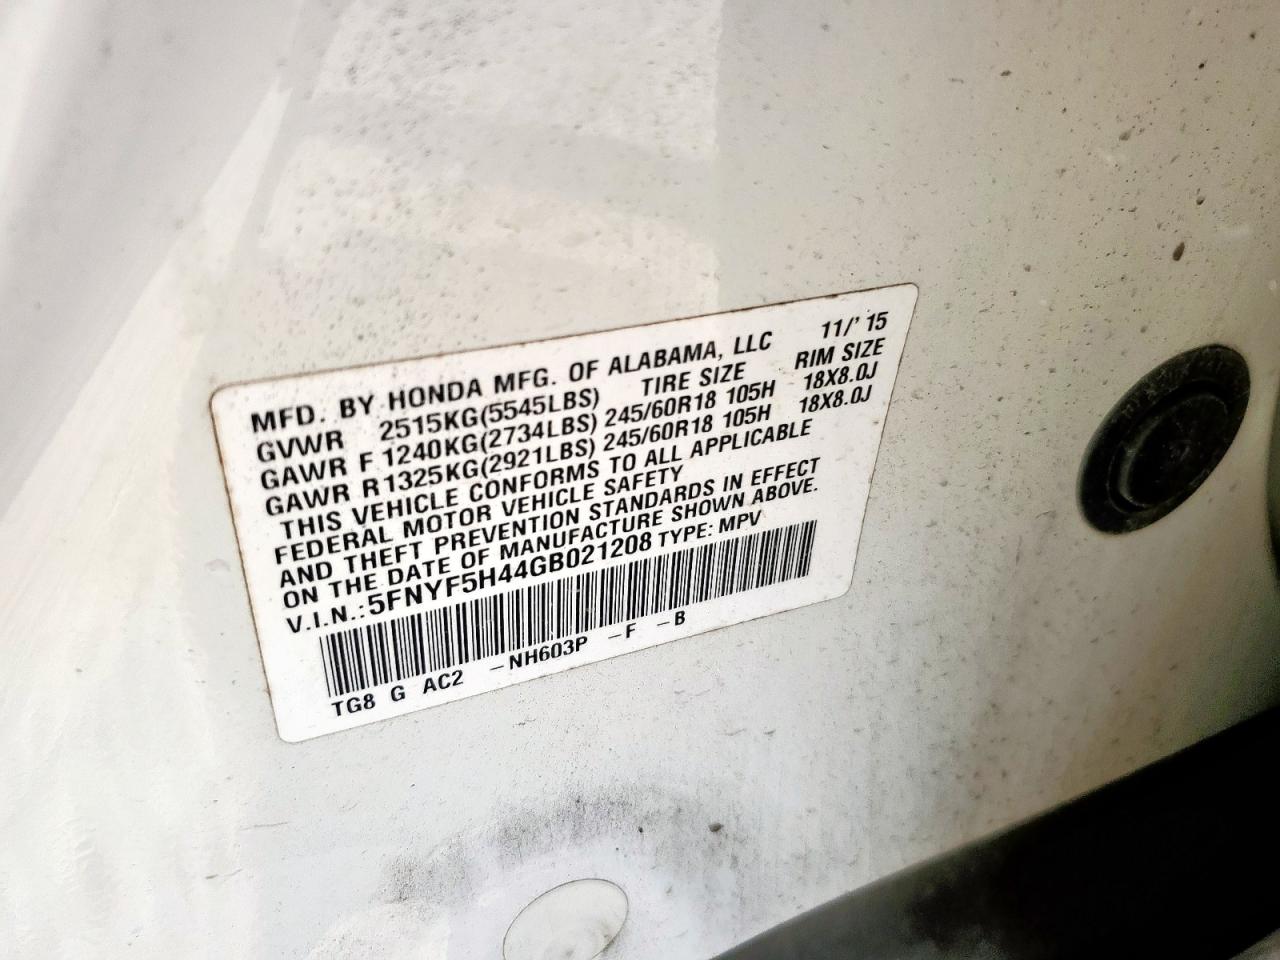 MFD. BY HONDA MFG. OF ALABAMA, LLC 11/'15
GVWR 2515KG(5545LBS) TIRE SIZE RIM SIZE
GAWR F 1240KG(2734LBS) 245/60R18 105H 18X8.0J
GAWR R 1325KG(2921LBS) 245/60R18 105H 18X8.0J
THIS VEHICLE CONFORMS TO ALL APPLICABLE
FEDERAL MOTOR VEHICLE SAFETY
AND THEFT PREVENTION STANDARDS IN EFFECT
ON THE DATE OF MANUFACTURE SHOWN ABOVE.
V.I.N.: 5FNYF5H44GB021208 TYPE: MPV
TG8 G AC2 -NH603P -F -B